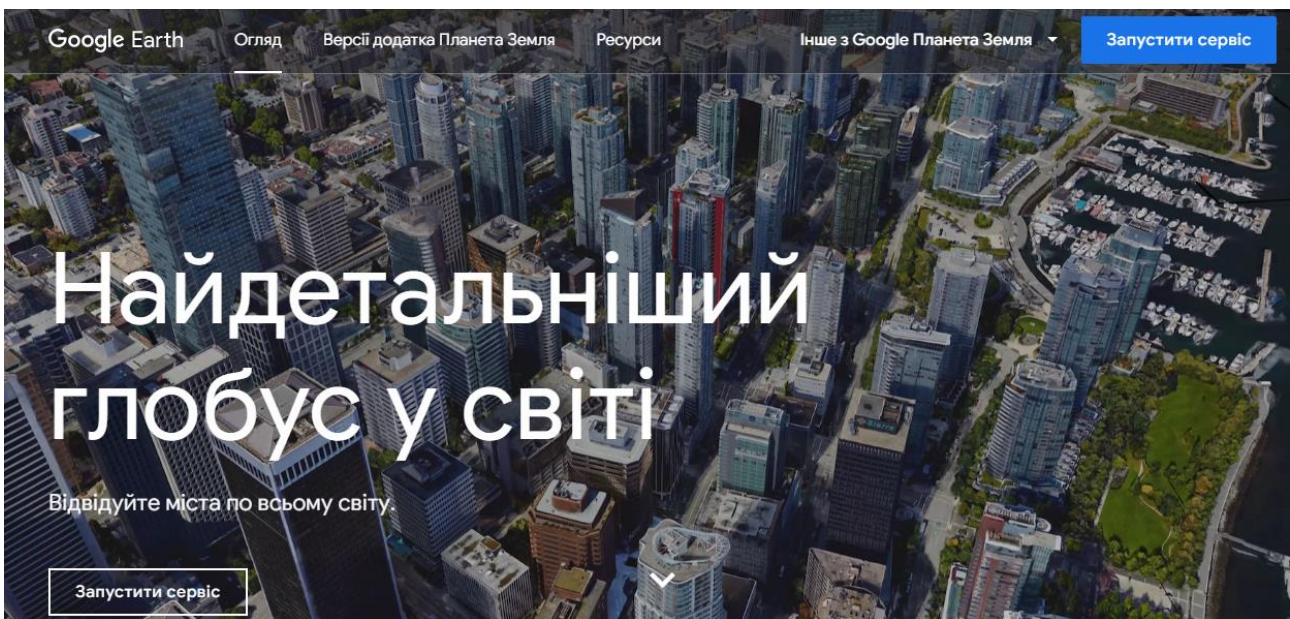 Google Earth
Огляд
Версії додатка Планета Земля
Ресурси
Інше з Google Планета Земля
Запустити сервіс
Найдетальніший
глобус у світі
Відвідуйте міста по всьому світу.
Запустити сервіс